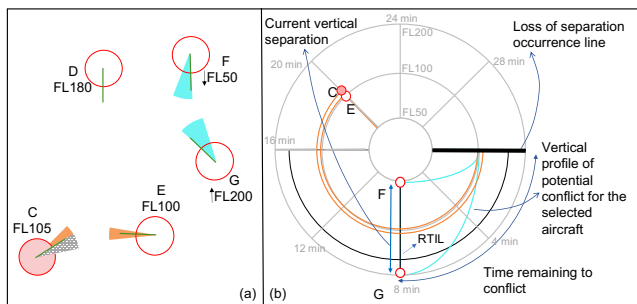 D
FL180
F
↓FL50
G
↑FL200
E
FL100
C
FL105
(a)
Current vertical
separation
24 min
FL200
Loss of separation
occurrence line
20 min
FL100
28 min
C
E
FL50
16 min
Vertical
profile of
potential
conflict for the
selected
aircraft
F
12 min
RTIL
4 min
Time remaining to
conflict
G
8 min
(b)